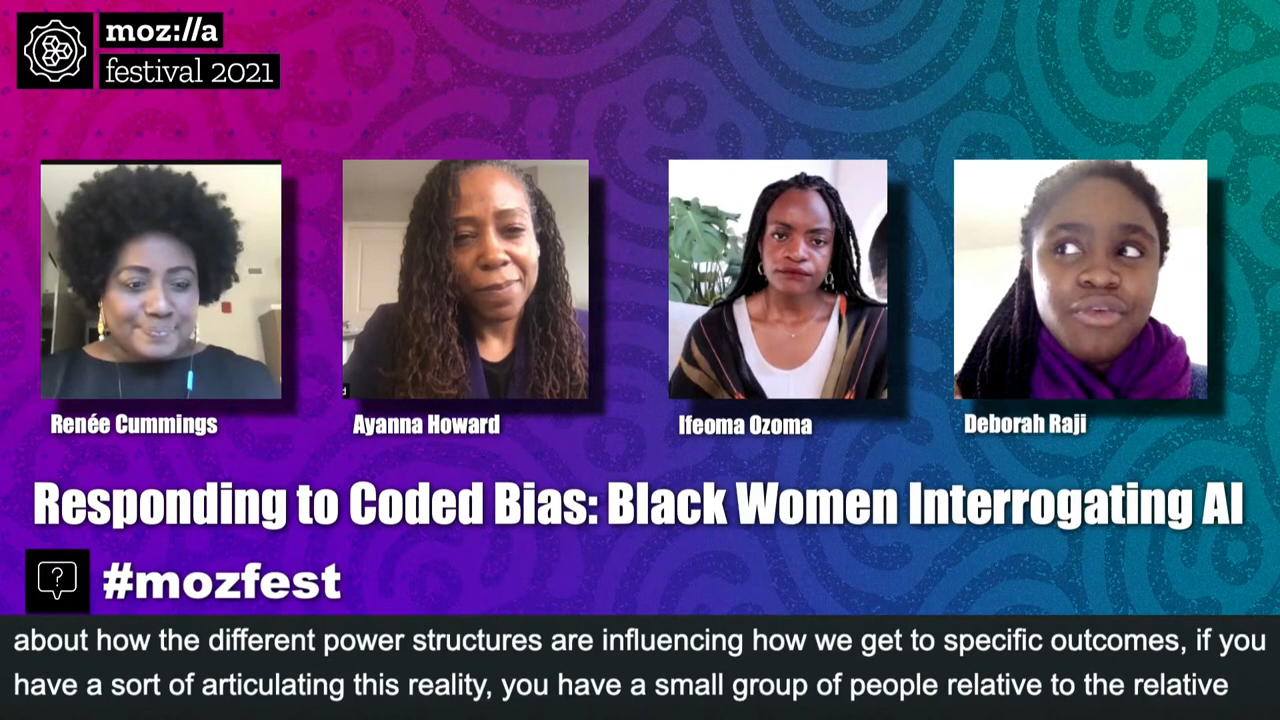 moz://a
festival 2021
Renée Cummings
Ayanna Howard
Ifeoma Ozoma
Deborah Raji
Responding to Coded Bias: Black Women Interrogating AI
#mozfest
about how the different power structures are influencing how we get to specific outcomes, if you
have a sort of articulating this reality, you have a small group of people relative to the relative